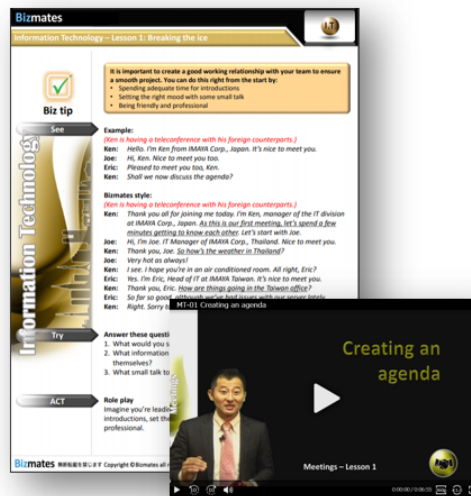 Bizmates
I.T
Information Technology – Lesson 1: Breaking the ice
It is important to create a good working relationship with your team to ensure
a smooth project. You can do this right from the start by:
• Spending adequate time for introductions
• Setting the right mood with some small talk
• Being friendly and professional
Biz tip
See
Example:
(Ken is having a teleconference with his foreign counterparts.)
Ken: Hello. I'm Ken from IMAYA Corp., Japan. It's nice to meet you.
Joe: Hi, Ken. Nice to meet you too.
Eric: Pleased to meet you too, Ken.
Ken: Shall we now discuss the agenda?
Bizmates style:
(Ken is having a teleconference with his foreign counterparts.)
Ken: Thank you all for joining me today. I'm Ken, manager of the IT division
at IMAYA Corp., Japan. As this is our first meeting, let's spend a few
minutes getting to know each other. Let's start with Joe.
Joe: Hi, I'm Joe. IT Manager of IMAYA Corp., Thailand. Nice to meet you.
Ken: Thank you, Joe. So how's the weather in Thailand?
Joe: Very hot as always!
Ken: I see. I hope you're in an air conditioned room. All right, Eric?
Eric: Yes. I'm Eric, Head of IT at IMAYA Taiwan. It's nice to meet you.
Ken: Thank you, Eric. How are things going in the Taiwan office?
Eric: So far so good, although we've had issues with our server lately.
Ken: Right. Sorry t
Information Technology
Try
Answer these questi
1. What would you s
2. What information
themselves?
3. What small talk to
ACT
Role play
Imagine you're leadi
introductions, set the
professional.
Bizmates 無断転載を禁じます Copyright ©Bizmates all r
MT-01 Creating an agenda
Creating an
agenda
Meetings
Meetings – Lesson 1
0:00:00 / 0:06:55